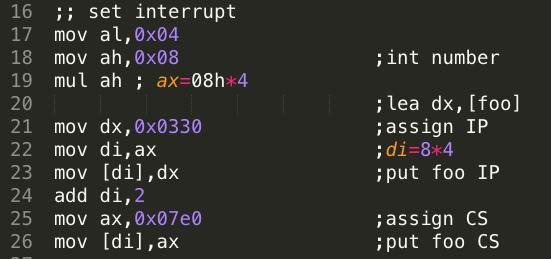 16 ;; set interrupt
17 mov al,0x04
18 mov ah,0x08 ;int number
19 mul ah ; ax=08h*4
20 ;lea dx,[foo]
21 mov dx,0x0330 ;assign IP
22 mov di,ax ;di=8*4
23 mov [di],dx ;put foo IP
24 add di,2
25 mov ax,0x07e0 ;assign CS
26 mov [di],ax ;put foo CS